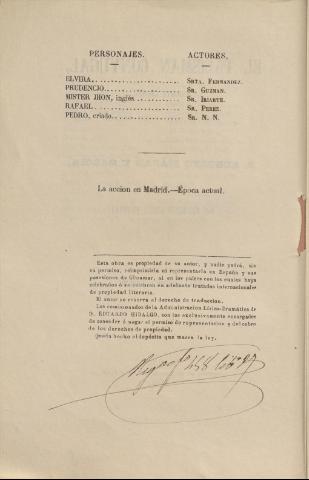 PERSONAJES. ACTORES.
ELVIRA. SRTA. FERNANDEZ.
PRUDENCIO. SR. GUZMAN.
MISTER JHON, inglés. SR. IRIARTE.
RAFAEL. SR. PEREZ.
PEDRO, criado. SR. N. N.
La accion en Madrid.—Época actual.
Esta obra es propiedad de su autor, y nadie podrá, sin
su permiso, reimprimirla ni representarla en España y sus
posesiones de Ultramar, ni en los países con los cuales haya
celebrados ó se celebren en adelante tratados internacionales
de propiedad literaria.
El autor se reserva el derecho de traduccion.
Los comisionados de la Administracion Lírico-Dramática de
D. EDUARDO HIDALGO, son los exclusivamente encargados
de conceder ó negar el permiso de representacion y del cobro
de los derechos de propiedad.
Queda hecho el depósito que marca la ley.